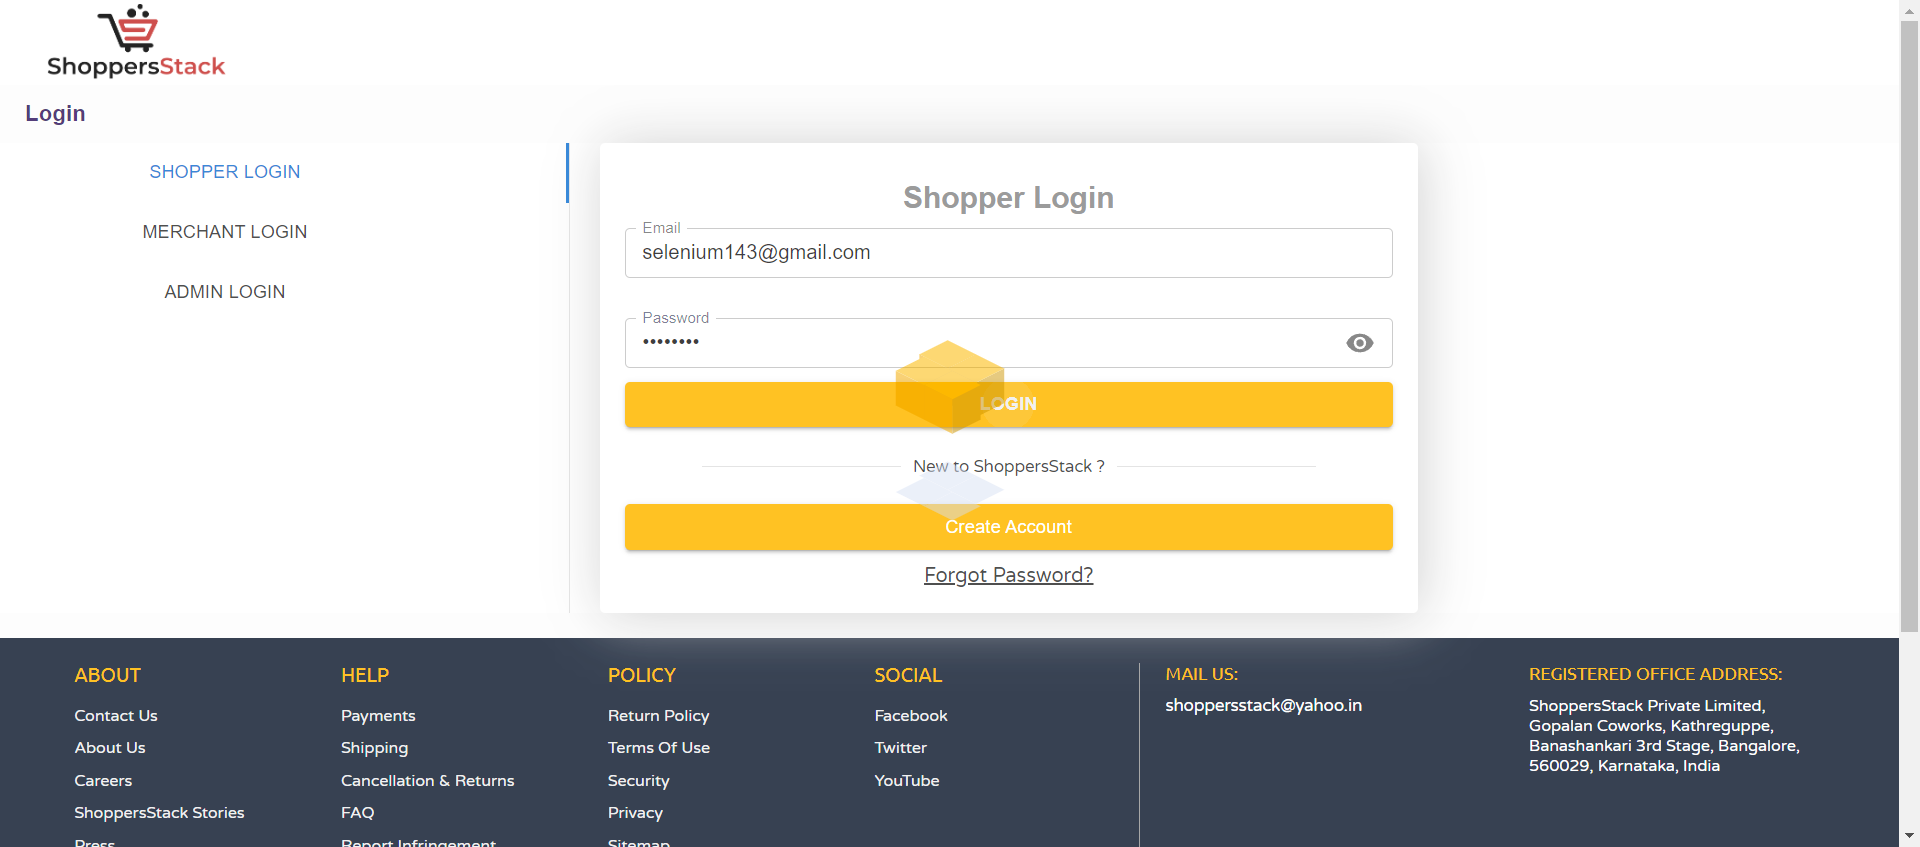 ShoppersStack
Login
SHOPPER LOGIN
MERCHANT LOGIN
ADMIN LOGIN
Shopper Login
Email
selenium143@gmail.com
Password
••••••••
LOGIN
New to ShoppersStack ?
Create Account
Forgot Password?
ABOUT
Contact Us
About Us
Careers
ShoppersStack Stories
Press
HELP
Payments
Shipping
Cancellation & Returns
FAQ
Report Infringement
POLICY
Return Policy
Terms Of Use
Security
Privacy
Sitemap
SOCIAL
Facebook
Twitter
YouTube
MAIL US:
shoppersstack@yahoo.in
REGISTERED OFFICE ADDRESS:
ShoppersStack Private Limited,
Gopalan Coworks, Kathreguppe,
Banashankari 3rd Stage, Bangalore,
560029, Karnataka, India